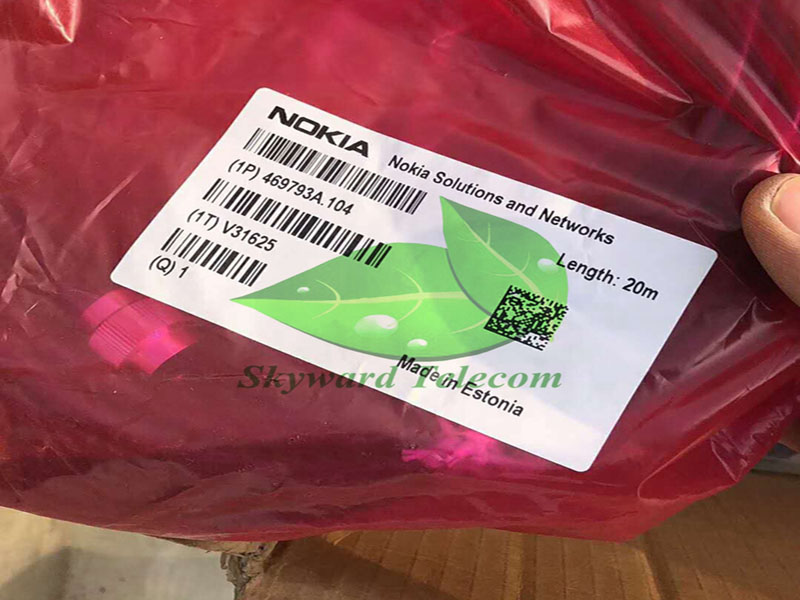 NOKIA
Nokia Solutions and Networks
(1P) 469793A.104
Length: 20m
(1T) V31625
(Q) 1
Made in Estonia
Skyward Telecom